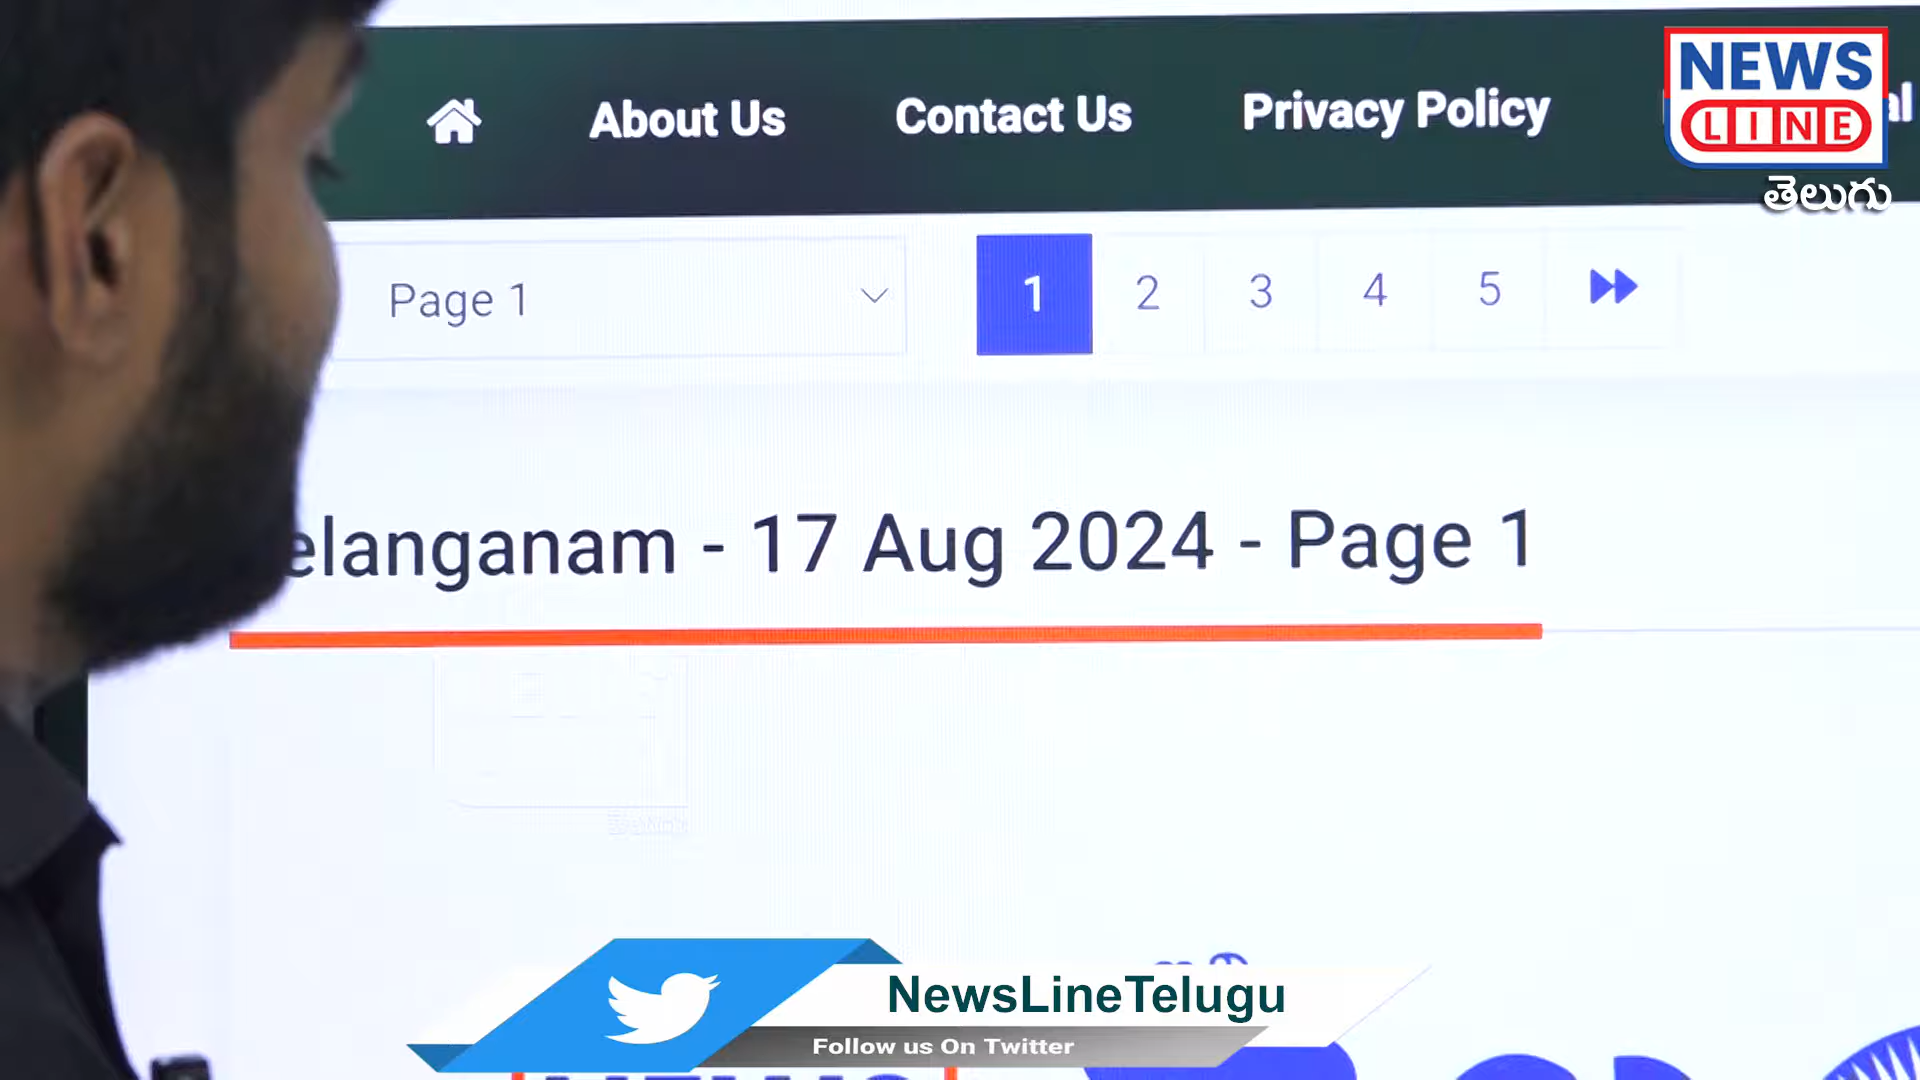 About Us
Contact Us
Privacy Policy
NEWS
LINE
తెలుగు
Page 1
1
2
3
4
5
elanganam - 17 Aug 2024 - Page 1
NewsLineTelugu
Follow us On Twitter